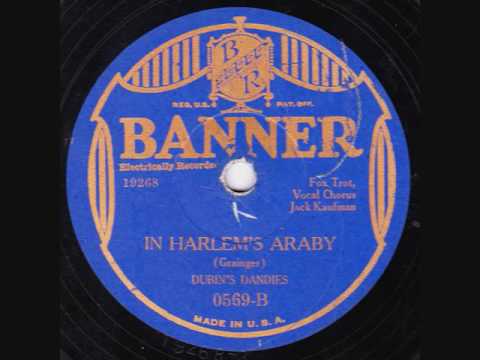 B
R
REG. U.S. & PAT. OFF.
BANNER
Electrically Recorded
19268
Fox Trot,
Vocal Chorus
Jack Kaufman
IN HARLEM'S ARABY
(Grainger)
DUBIN'S DANDIES
0569-B
MADE IN U.S.A.